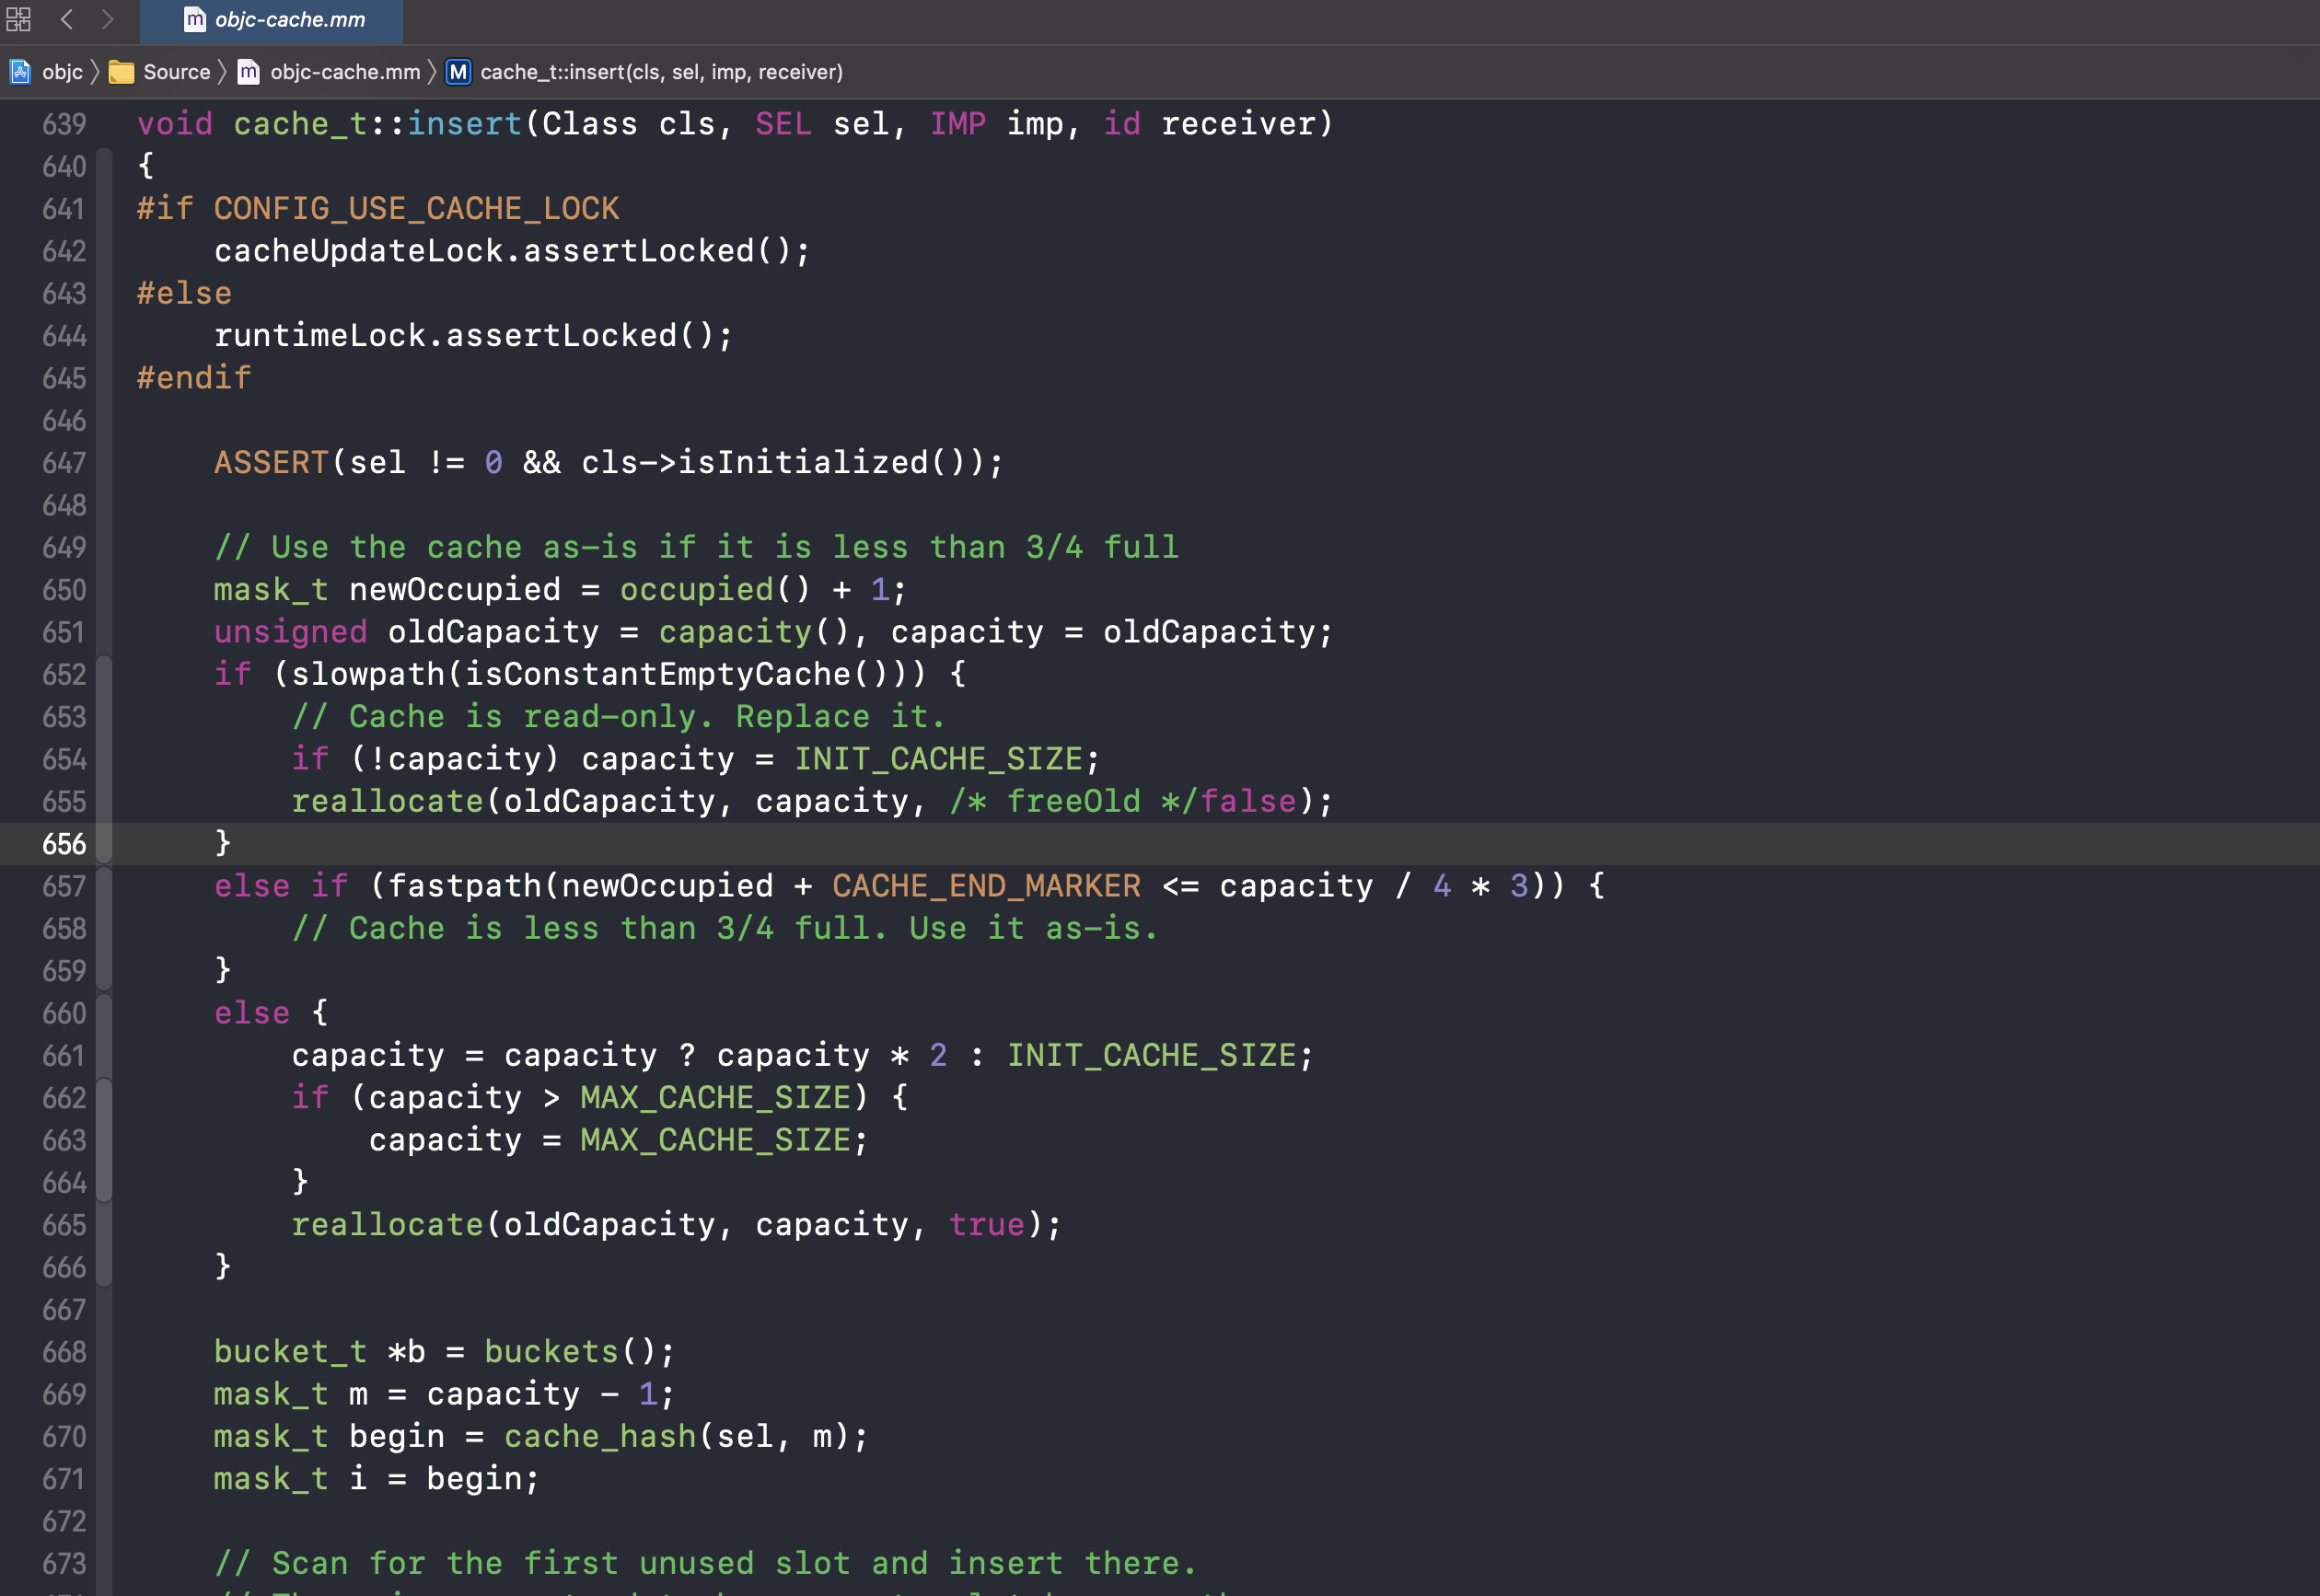 objc-cache.mm
objc Source objc-cache.mm M cache_t::insert(cls, sel, imp, receiver)
639 void cache_t::insert(Class cls, SEL sel, IMP imp, id receiver)
640 {
641 #if CONFIG_USE_CACHE_LOCK
642     cacheUpdateLock.assertLocked();
643 #else
644     runtimeLock.assertLocked();
645 #endif
646
647     ASSERT(sel != 0 && cls->isInitialized());
648
649     // Use the cache as-is if it is less than 3/4 full
650     mask_t newOccupied = occupied() + 1;
651     unsigned oldCapacity = capacity(), capacity = oldCapacity;
652     if (slowpath(isConstantEmptyCache())) {
653         // Cache is read-only. Replace it.
654         if (!capacity) capacity = INIT_CACHE_SIZE;
655         reallocate(oldCapacity, capacity, /* freeOld */false);
656     }
657     else if (fastpath(newOccupied + CACHE_END_MARKER <= capacity / 4 * 3)) {
658         // Cache is less than 3/4 full. Use it as-is.
659     }
660     else {
661         capacity = capacity ? capacity * 2 : INIT_CACHE_SIZE;
662         if (capacity > MAX_CACHE_SIZE) {
663             capacity = MAX_CACHE_SIZE;
664         }
665         reallocate(oldCapacity, capacity, true);
666     }
667
668     bucket_t *b = buckets();
669     mask_t m = capacity - 1;
670     mask_t begin = cache_hash(sel, m);
671     mask_t i = begin;
672
673     // Scan for the first unused slot and insert there.